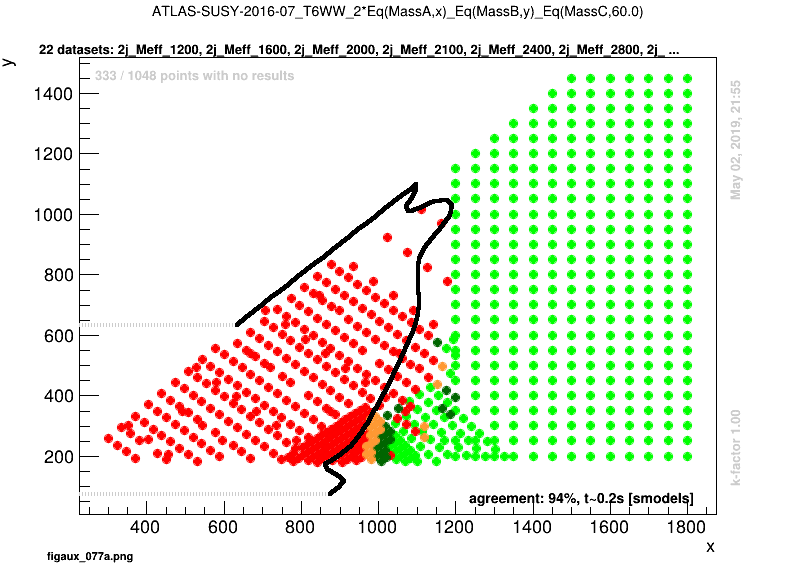 ATLAS-SUSY-2016-07_T6WW_2*Eq(MassA,x)_Eq(MassB,y)_Eq(MassC,60.0)
22 datasets: 2j_Meff_1200, 2j_Meff_1600, 2j_Meff_2000, 2j_Meff_2100, 2j_Meff_2400, 2j_Meff_2800, 2j_ ...
y
333 / 1048 points with no results
1400
1200
1000
800
600
400
200
May 02, 2019, 21:55
k-factor 1.00
agreement: 94%, t~0.2s [smodels]
400 600 800 1000 1200 1400 1600 1800
x
figaux_077a.png